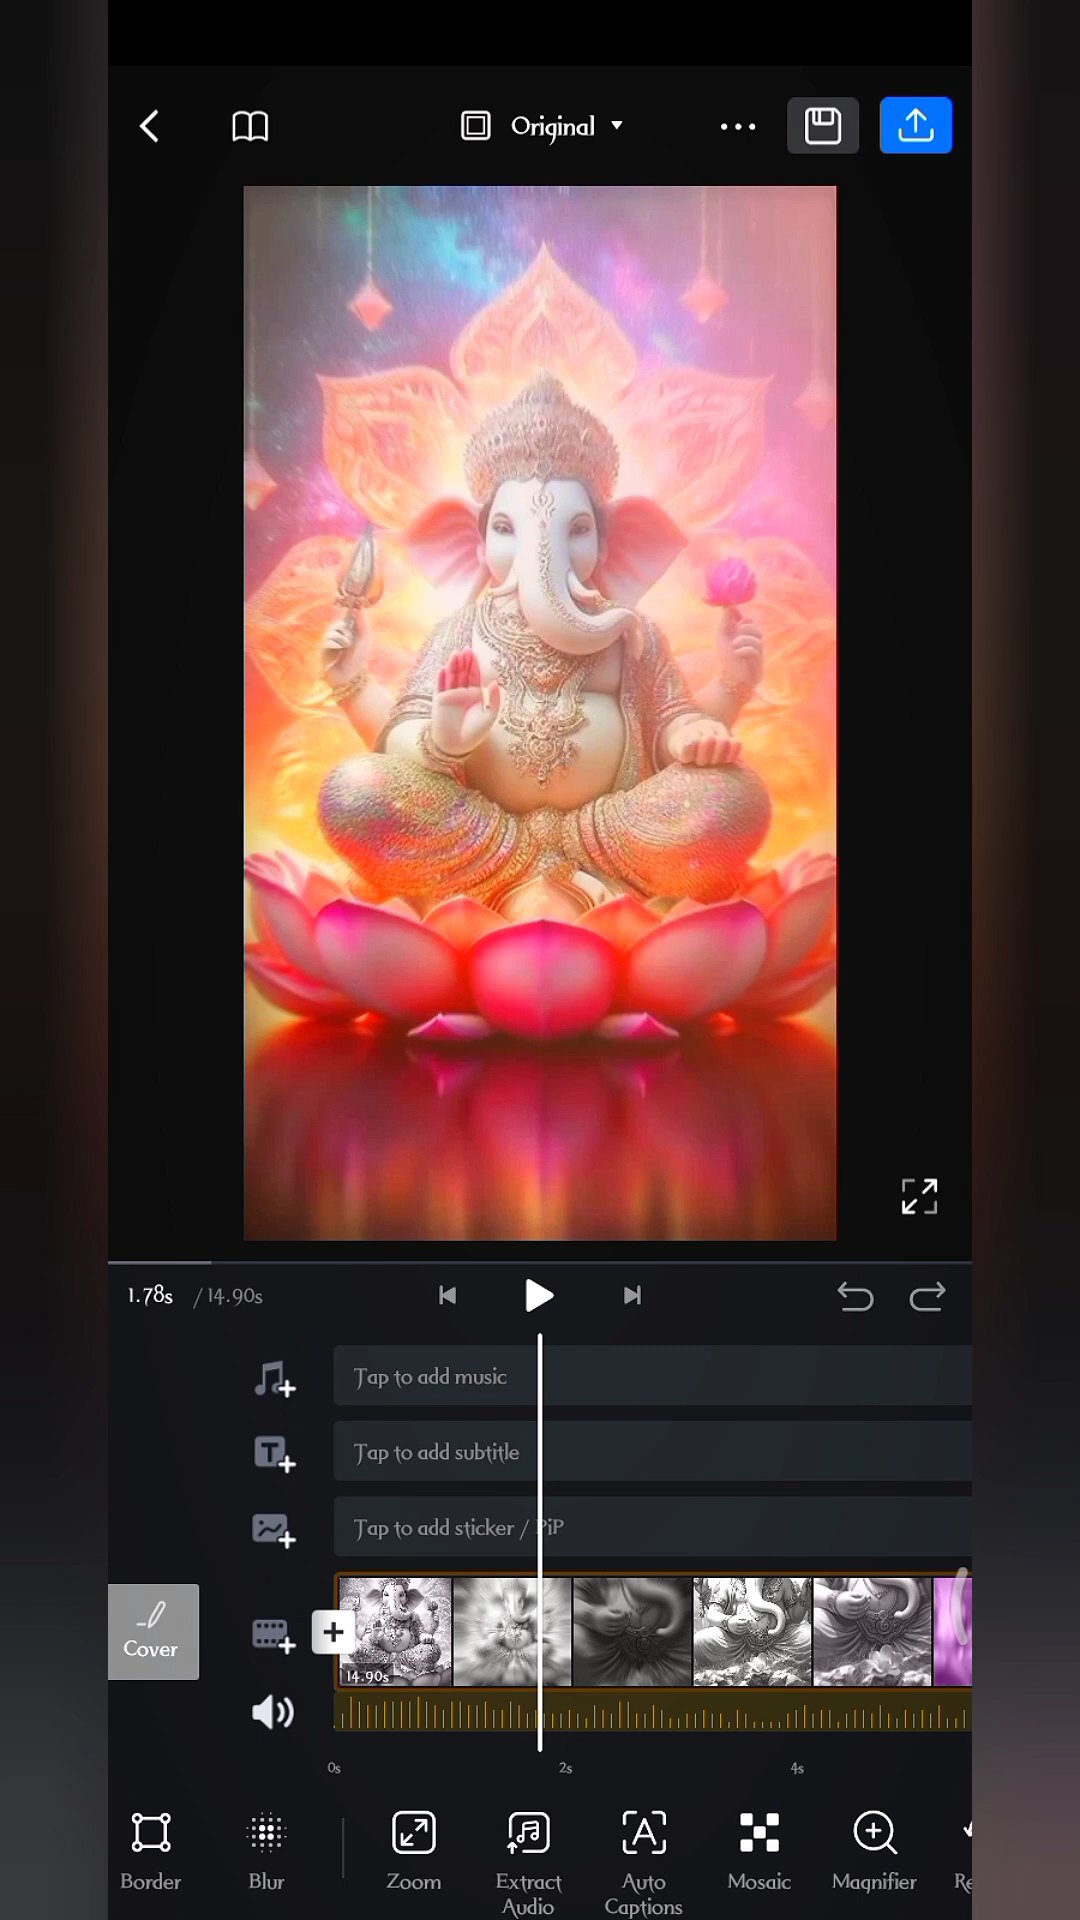 Original
1.78s / 14.90s
Tap to add music
Tap to add subtitle
Tap to add sticker / PiP
Cover
14.90s
0s 2s 4s
Border Blur Zoom Extract Audio Auto Captions Mosaic Magnifier